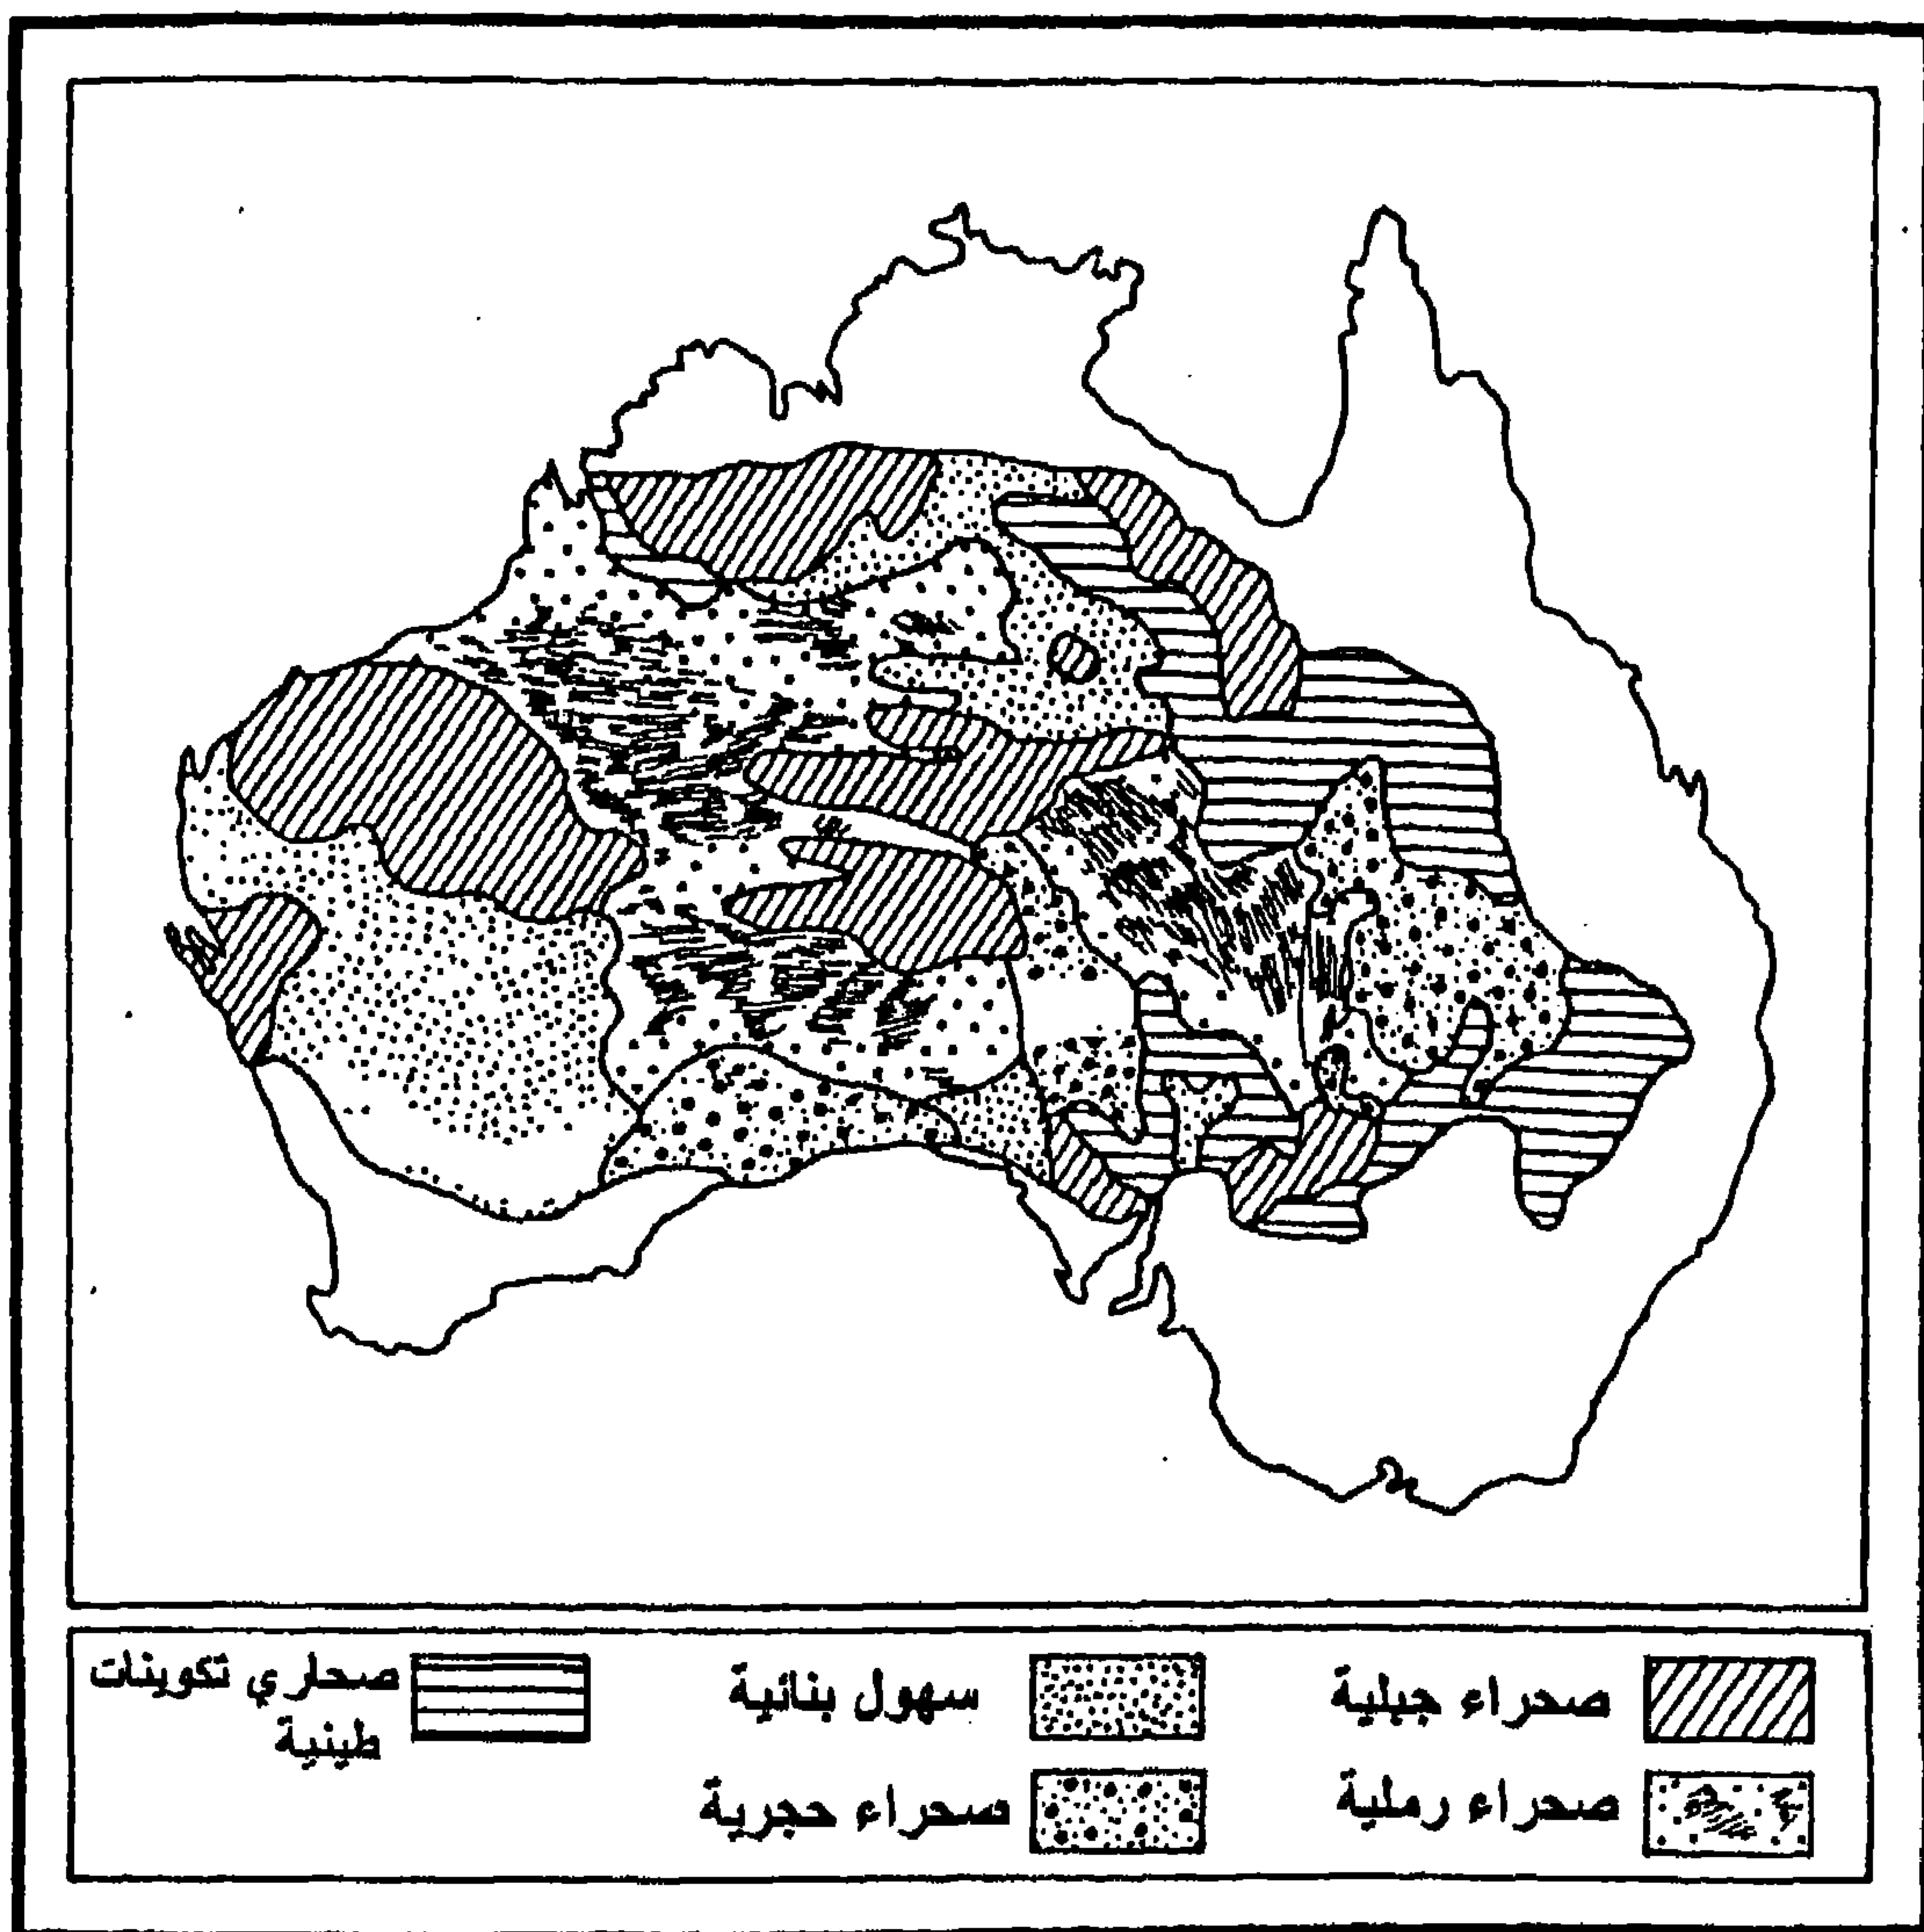 صحراء جبلية
سهول بنائية
صحاري تكوينات
طينية
صحراء رملية
صحراء حجرية